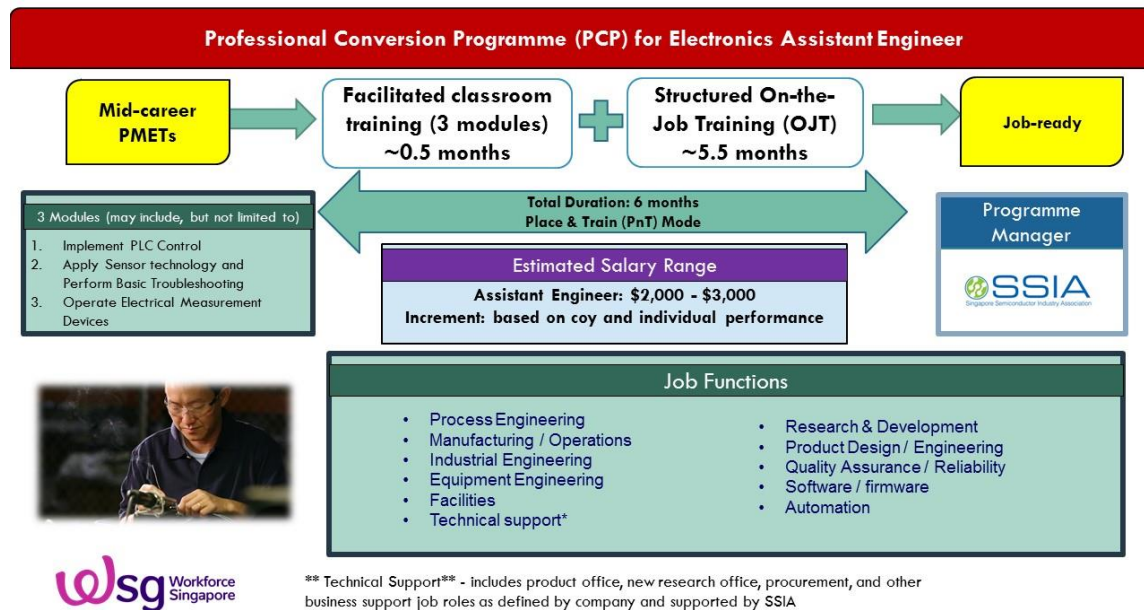 Professional Conversion Programme (PCP) for Electronics Assistant Engineer
Mid-career
PMETs
Facilitated classroom
training (3 modules)
~0.5 months
Structured On-the-
Job Training (OJT)
~5.5 months
Job-ready
Total Duration: 6 months
Place & Train (PnT) Mode
3 Modules (may include, but not limited to)
1. Implement PLC Control
2. Apply Sensor technology and
Perform Basic Troubleshooting
3. Operate Electrical Measurement
Devices
Estimated Salary Range
Assistant Engineer: $2,000 - $3,000
Increment: based on coy and individual performance
Programme
Manager
SSIA
Singapore Semiconductor Industry Association
Job Functions
• Process Engineering
• Manufacturing / Operations
• Industrial Engineering
• Equipment Engineering
• Facilities
• Technical support*
• Research & Development
• Product Design / Engineering
• Quality Assurance / Reliability
• Software / firmware
• Automation
wsg Workforce
Singapore
** Technical Support** - includes product office, new research office, procurement, and other
business support job roles as defined by company and supported by SSIA